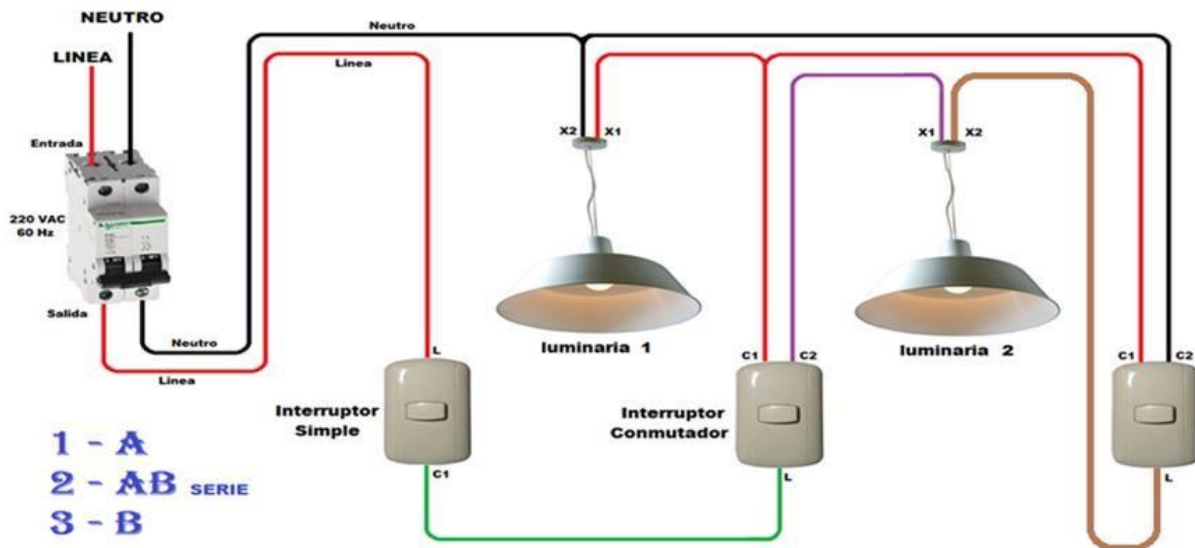 NEUTRO
LINEA
Neutro
Linea
Entrada
X2 X1
X1 X2
220 VAC
60 Hz
Salida
Neutro
Linea
luminaria 1
luminaria 2
L
C1 C2
C1 C2
Interruptor
Simple
Interruptor
Conmutador
C1
L
L
1 - A
2 - AB SERIE
3 - B